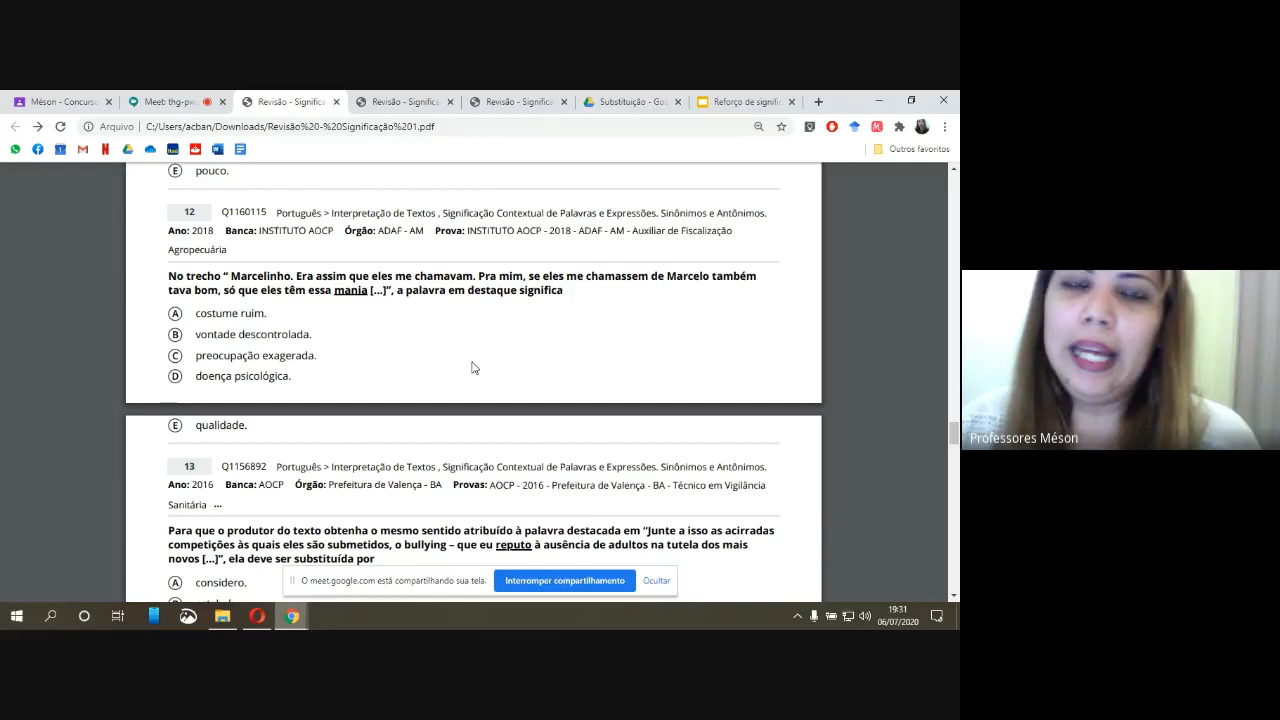 Méson - Concurs
Meet: thg-pw
Revisão - Significa
Revisão - Significa
Revisão - Significa
Substituição - Goo
Reforço de signific
Arquivo C:/Users/acban/Downloads/Revisão%20-%20Significação%201.pdf
Outros favoritos
E pouco.
12 Q1160115 Português > Interpretação de Textos , Significação Contextual de Palavras e Expressões. Sinônimos e Antônimos.
Ano: 2018 Banca: INSTITUTO AOCP Órgão: ADAF - AM Prova: INSTITUTO AOCP - 2018 - ADAF - AM - Auxiliar de Fiscalização
Agropecuária
No trecho “ Marcelinho. Era assim que eles me chamavam. Pra mim, se eles me chamassem de Marcelo também
tava bom, só que eles têm essa mania [...]”, a palavra em destaque significa
A costume ruim.
B vontade descontrolada.
C preocupação exagerada.
D doença psicológica.
E qualidade.
13 Q1156892 Português > Interpretação de Textos , Significação Contextual de Palavras e Expressões. Sinônimos e Antônimos.
Ano: 2016 Banca: AOCP Órgão: Prefeitura de Valença - BA Provas: AOCP - 2016 - Prefeitura de Valença - BA - Técnico em Vigilância
Sanitária ...
Para que o produtor do texto obtenha o mesmo sentido atribuído à palavra destacada em “Junte a isso as acirradas
competições às quais eles são submetidos, o bullying – que eu reputo à ausência de adultos na tutela dos mais
novos [...]”, ela deve ser substituída por
A considero.
O meet.google.com está compartilhando sua tela. Interromper compartilhamento Ocultar
19:31
06/07/2020
Professores Méson